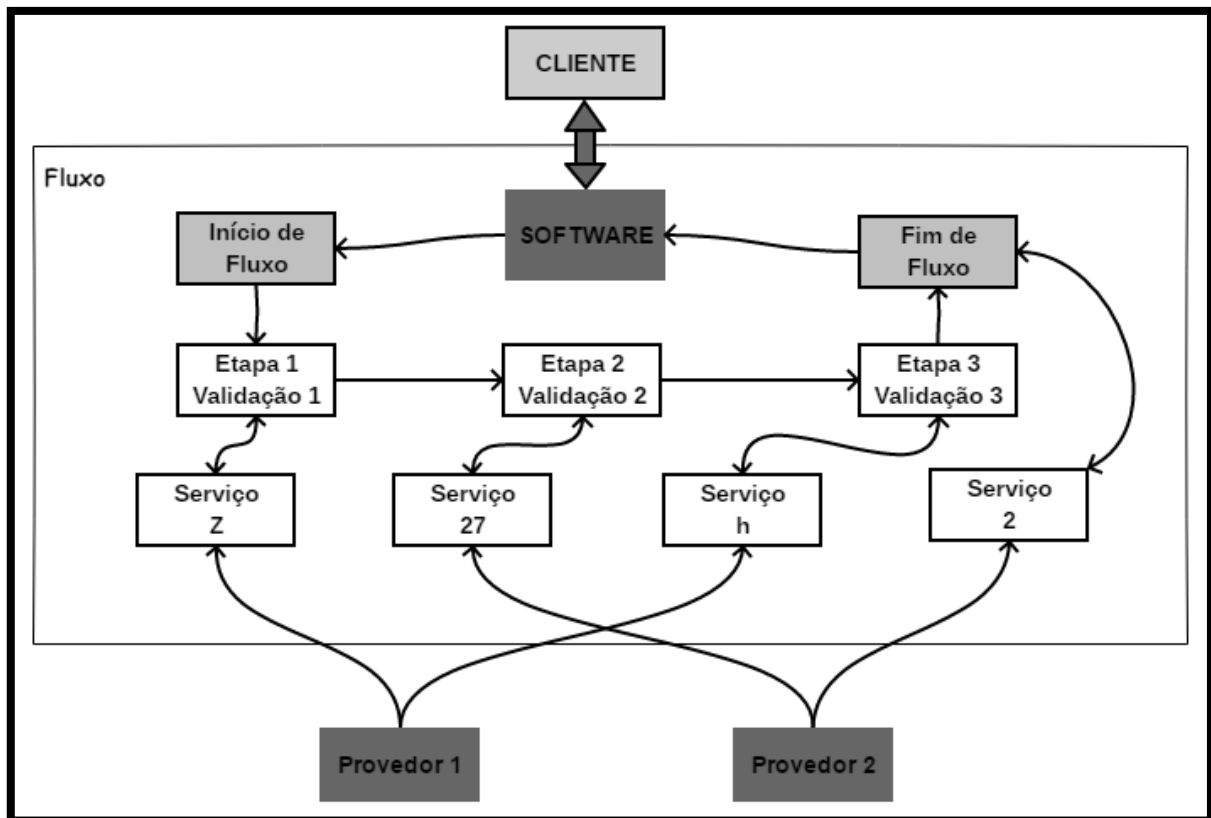 CLIENTE
Fluxo
Início de
Fluxo
SOFTWARE
Fim de
Fluxo
Etapa 1
Validação 1
Etapa 2
Validação 2
Etapa 3
Validação 3
Serviço
Z
Serviço
27
Serviço
h
Serviço
2
Provedor 1
Provedor 2